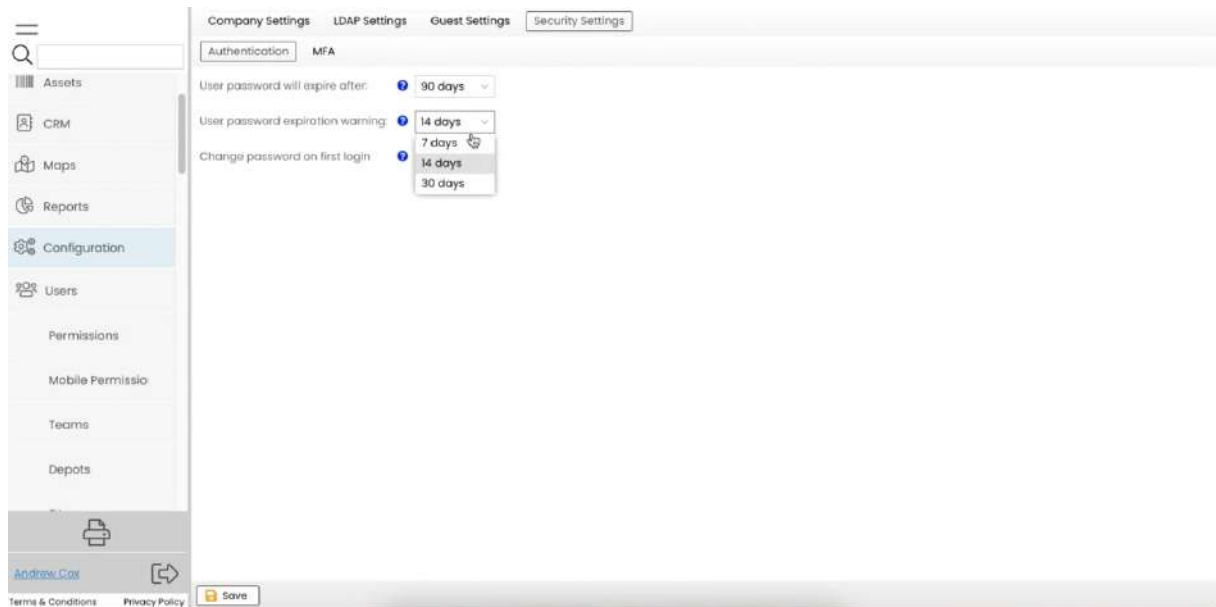 Company Settings LDAP Settings Guest Settings Security Settings
Authentication MFA
Assets
CRM
Maps
Reports
Configuration
Users
Permissions
Mobile Permissio
Teams
Depots
Andrew Cox
Terms & Conditions Privacy Policy
User password will expire after: ? 90 days
User password expiration warning: ? 14 days
7 days
14 days
30 days
Change password on first login ?
Save